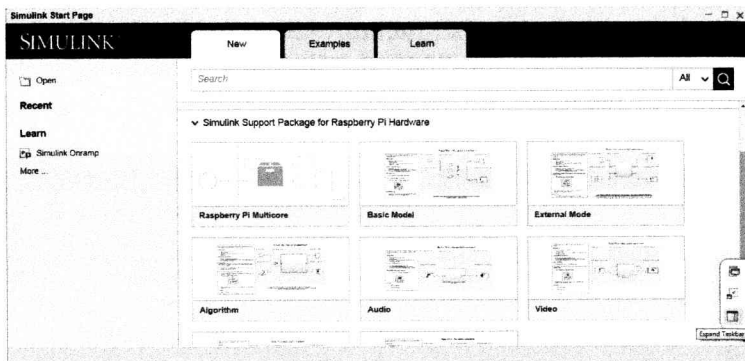 Simulink Start Page
SIMULINK
New
Examples
Learn
Open
Recent
Learn
Simulink Onramp
More ...
Search
All
Simulink Support Package for Raspberry Pi Hardware
Raspberry Pi Multicore
Basic Model
External Mode
Algorithm
Audio
Video
Expand Taskbar